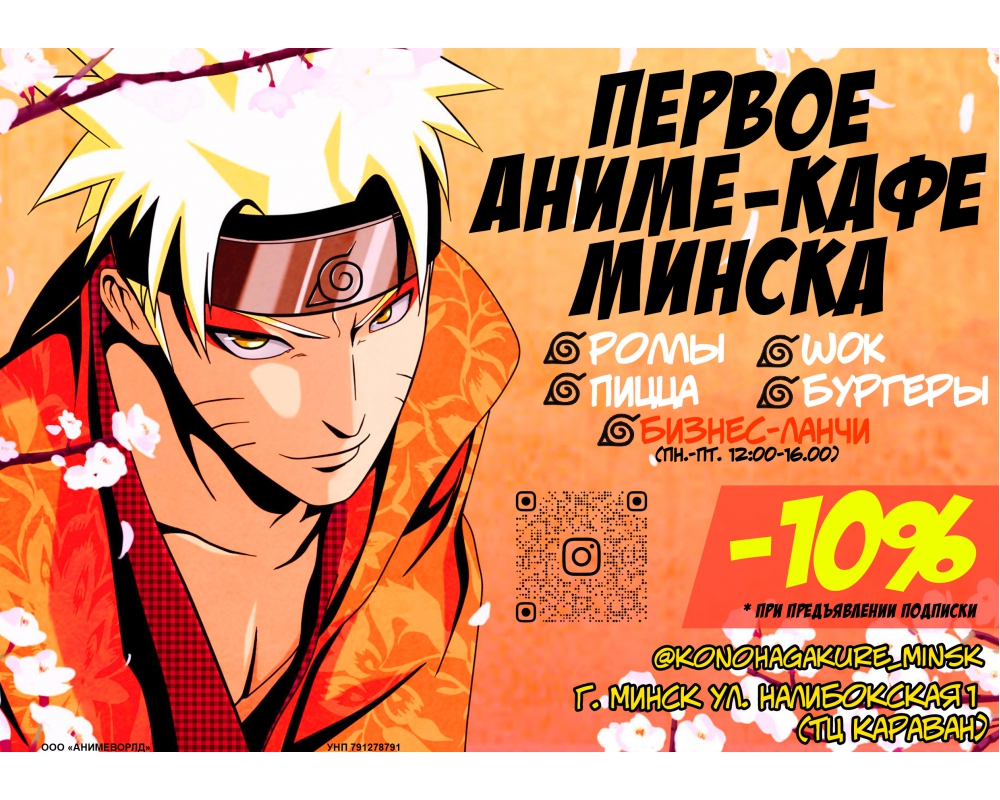 ПЕРВОЕ
АНИМЕ-КАФЕ
МИНСКА
РОЛЛЫ
WOK
ПИЦЦА
БУРГЕРЫ
БИЗНЕС-ЛАНЧИ
(ПН.-ПТ. 12:00-16.00)
-10%
* ПРИ ПРЕДЪЯВЛЕНИИ ПОДПИСКИ
@KONOHAGAKURE_MINSK
Г. МИНСК УЛ. НАЛИБОКСКАЯ 1
(ТЦ КАРАВАН)
ООО «АНИМЕВОРЛД»
УНП 791278791